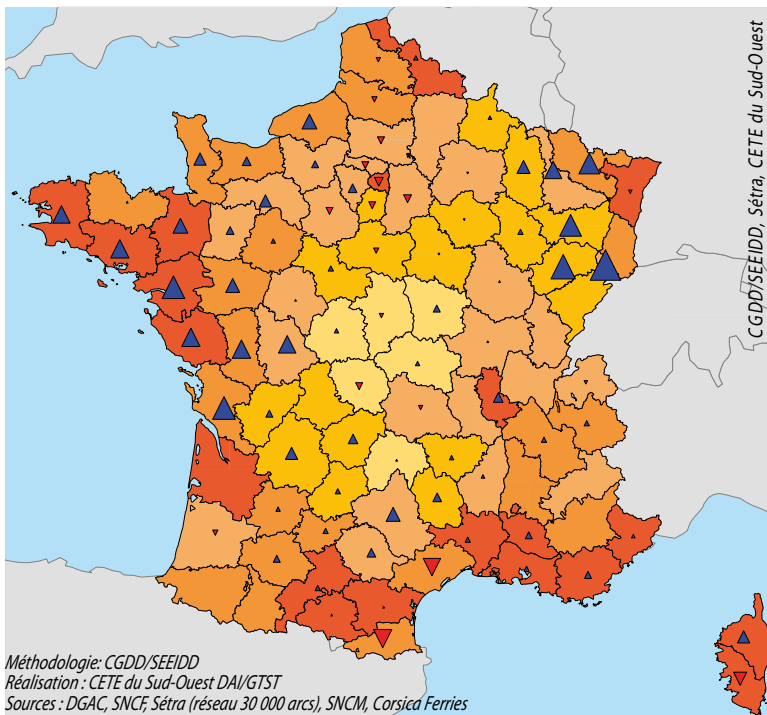 CGDD/SEEIDD, Sétra, CETE du Sud-Ouest
Méthodologie: CGDD/SEEIDD
Réalisation : CETE du Sud-Ouest DAI/GTST
Sources : DGAC, SNCF, Sétra (réseau 30 000 arcs), SNCM, Corsica Ferries